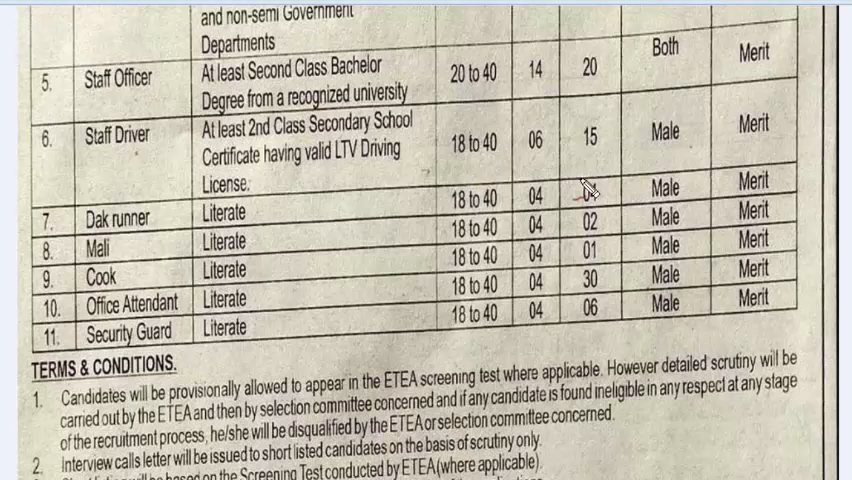 and non-semi Government
Departments
5. Staff Officer At least Second Class Bachelor Degree from a recognized university 20 to 40 14 20 Both Merit
6. Staff Driver At least 2nd Class Secondary School Certificate having valid LTV Driving License. 18 to 40 06 15 Male Merit
7. Dak runner Literate 18 to 40 04 Male Merit
8. Mali Literate 18 to 40 04 02 Male Merit
9. Cook Literate 18 to 40 04 01 Male Merit
10. Office Attendant Literate 18 to 40 04 30 Male Merit
11. Security Guard Literate 18 to 40 04 06 Male Merit
TERMS & CONDITIONS.
1. Candidates will be provisionally allowed to appear in the ETEA screening test where applicable. However detailed scrutiny will be
carried out by the ETEA and then by selection committee concerned and if any candidate is found ineligible in any respect at any stage
of the recruitment process, he/she will be disqualified by the ETEA or selection committee concerned.
2. Interview calls letter will be issued to short listed candidates on the basis of scrutiny only.
based on the Screening Test conducted by ETEA (where applicable).